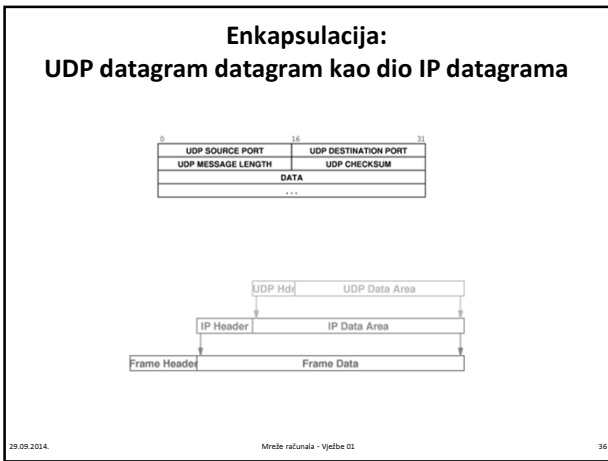 Enkapsulacija:
UDP datagram datagram kao dio IP datagrama
0 16 31
UDP SOURCE PORT UDP DESTINATION PORT
UDP MESSAGE LENGTH UDP CHECKSUM
DATA
...
UDP Hdr UDP Data Area
IP Header IP Data Area
Frame Header Frame Data
29.09.2014. Mreže računala - Vježbe 01 36